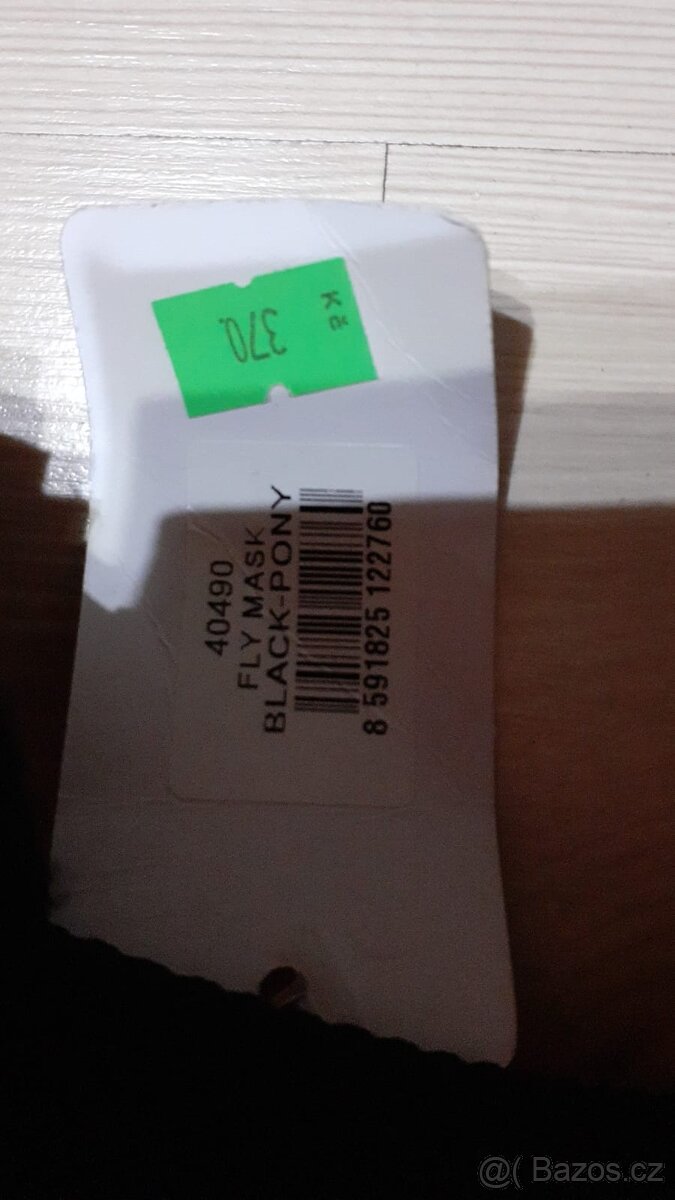 Kč
370.
40490
FLY MASK
BLACK-PONY
8 591825 122760
@( Bazos.cz